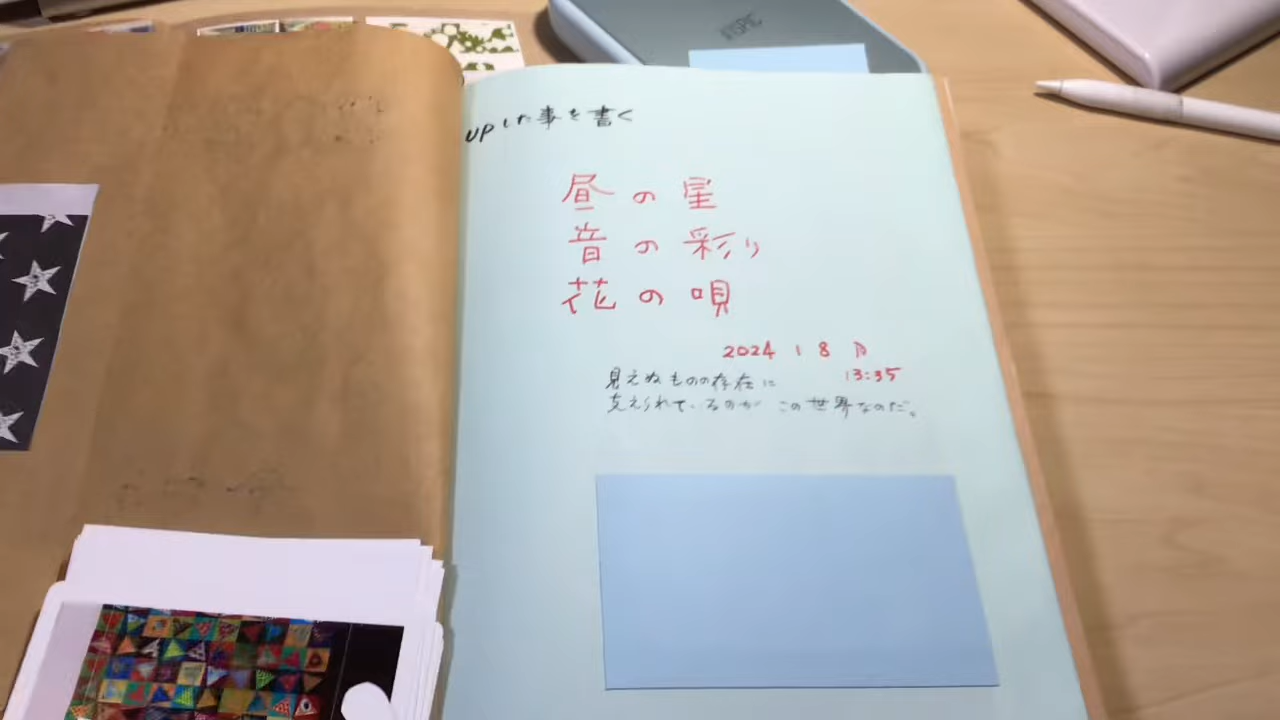 upした事を書く
昼の星
音の彩り
花の唄
2024 1 8 月
13:35
見えぬものの存在に
支えられているのが この世界なのだ。